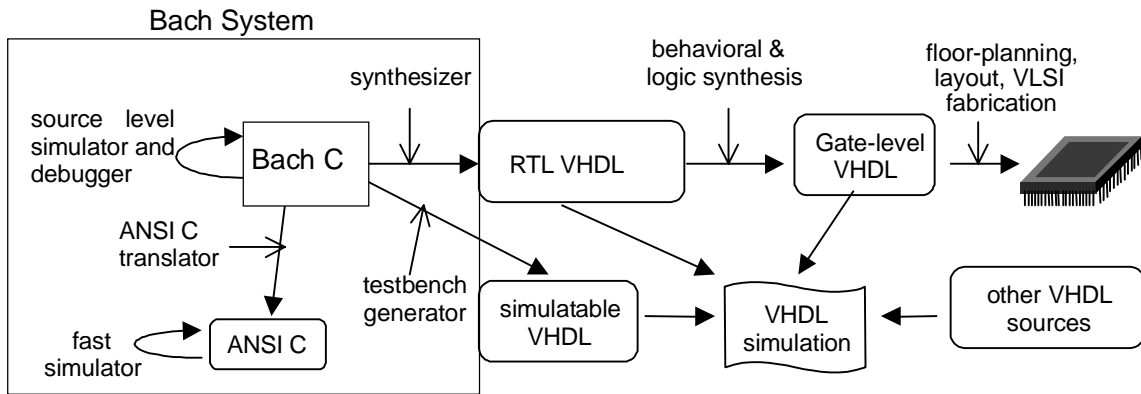 Bach System
source level
simulator and
debugger
Bach C
synthesizer
RTL VHDL
behavioral &
logic synthesis
Gate-level
VHDL
floor-planning,
layout, VLSI
fabrication
ANSI C
translator
testbench
generator
fast
simulator
ANSI C
simulatable
VHDL
VHDL
simulation
other VHDL
sources